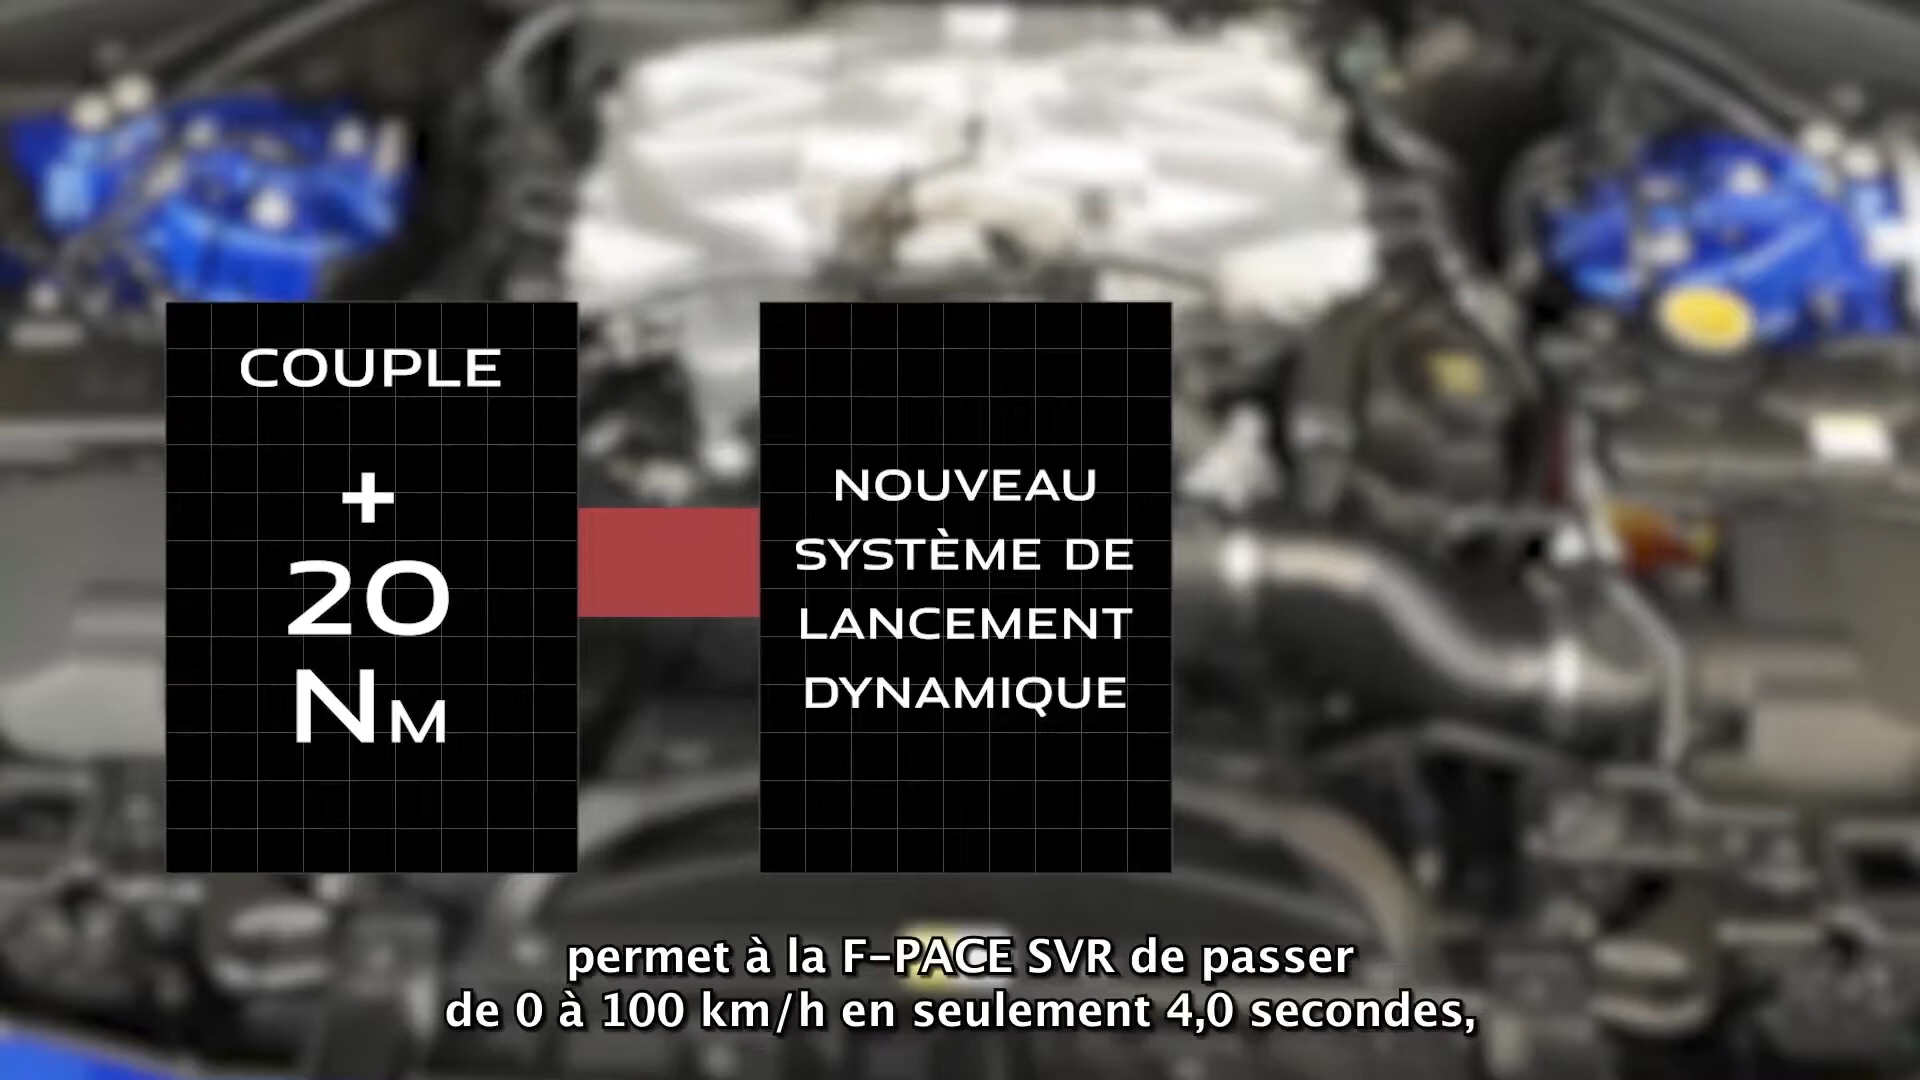 COUPLE
+
20
NM
NOUVEAU
SYSTÈME DE
LANCEMENT
DYNAMIQUE
permet à la F-PACE SVR de passer
de 0 à 100 km/h en seulement 4,0 secondes,